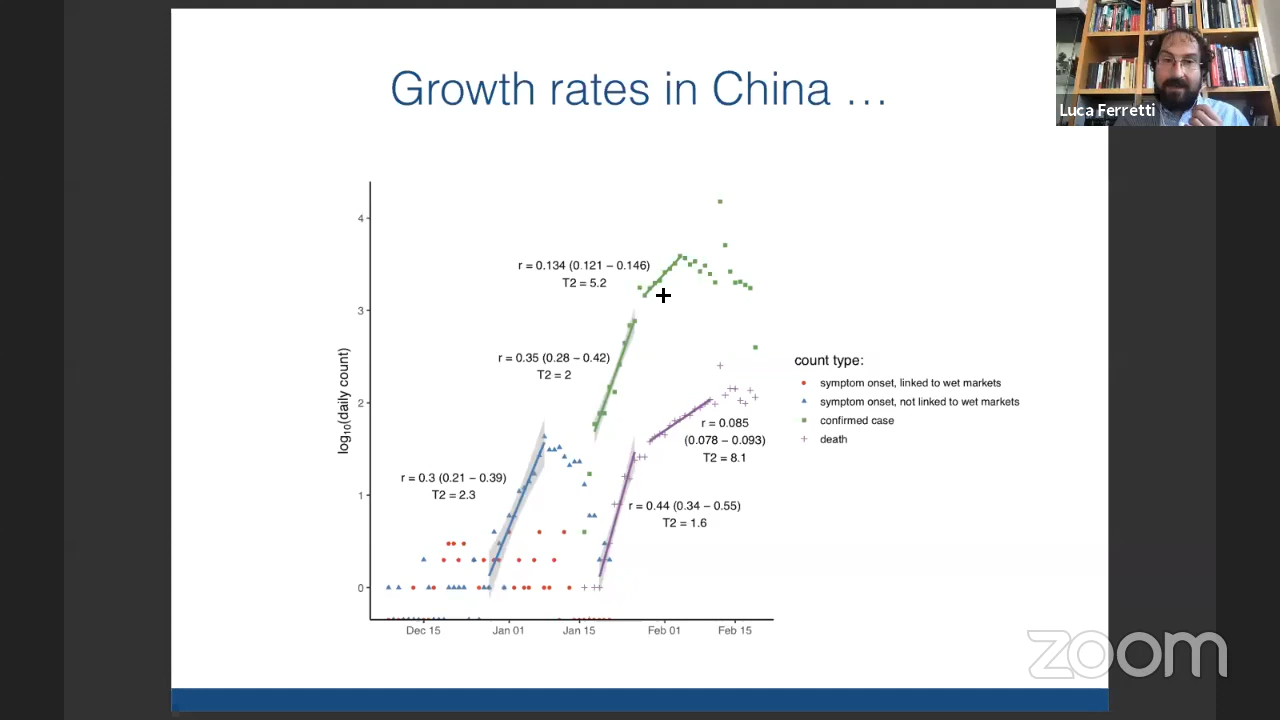 Growth rates in China …
Luca Ferretti
4
3
2
1
0
log10(daily count)
r = 0.134 (0.121 – 0.146)
T2 = 5.2
r = 0.35 (0.28 – 0.42)
T2 = 2
r = 0.3 (0.21 – 0.39)
T2 = 2.3
r = 0.085
(0.078 – 0.093)
T2 = 8.1
r = 0.44 (0.34 – 0.55)
T2 = 1.6
count type:
symptom onset, linked to wet markets
symptom onset, not linked to wet markets
confirmed case
death
Dec 15
Jan 01
Jan 15
Feb 01
Feb 15
zoom